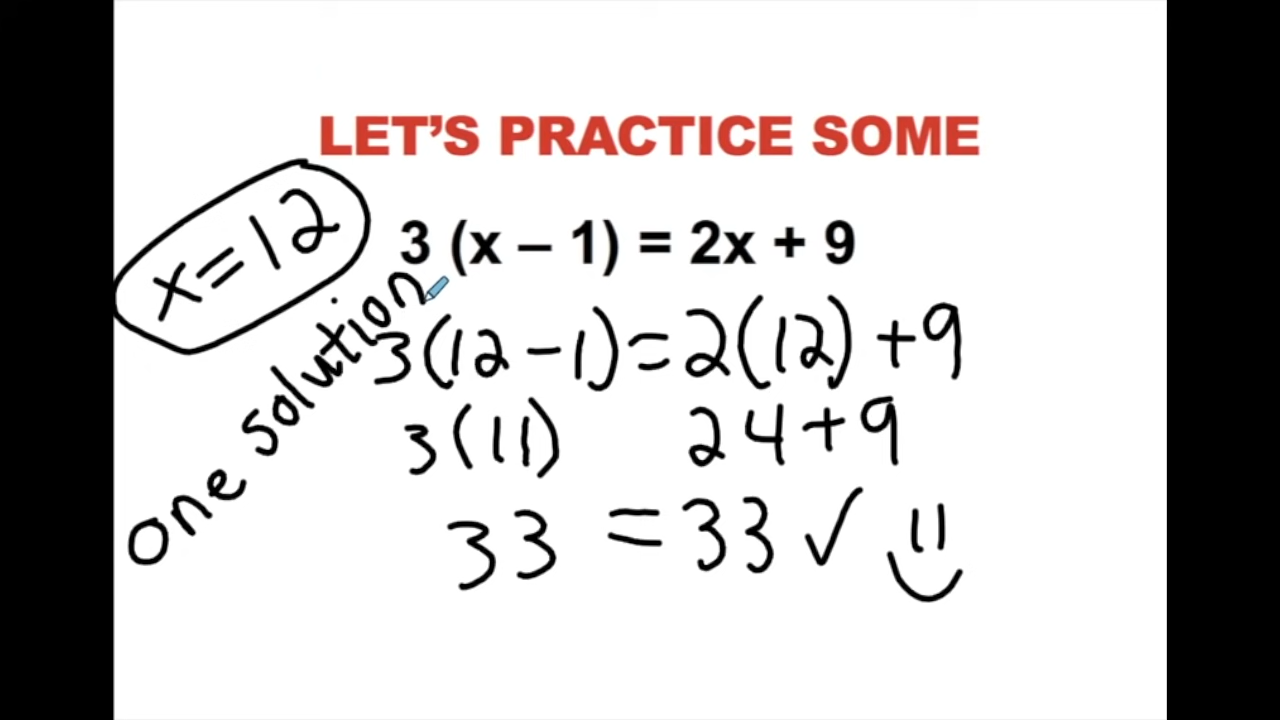 LET'S PRACTICE SOME
x=12
3 (x – 1) = 2x + 9
one solution
3(12-1)=2(12)+9
3(11) 24+9
33 = 33 ✓